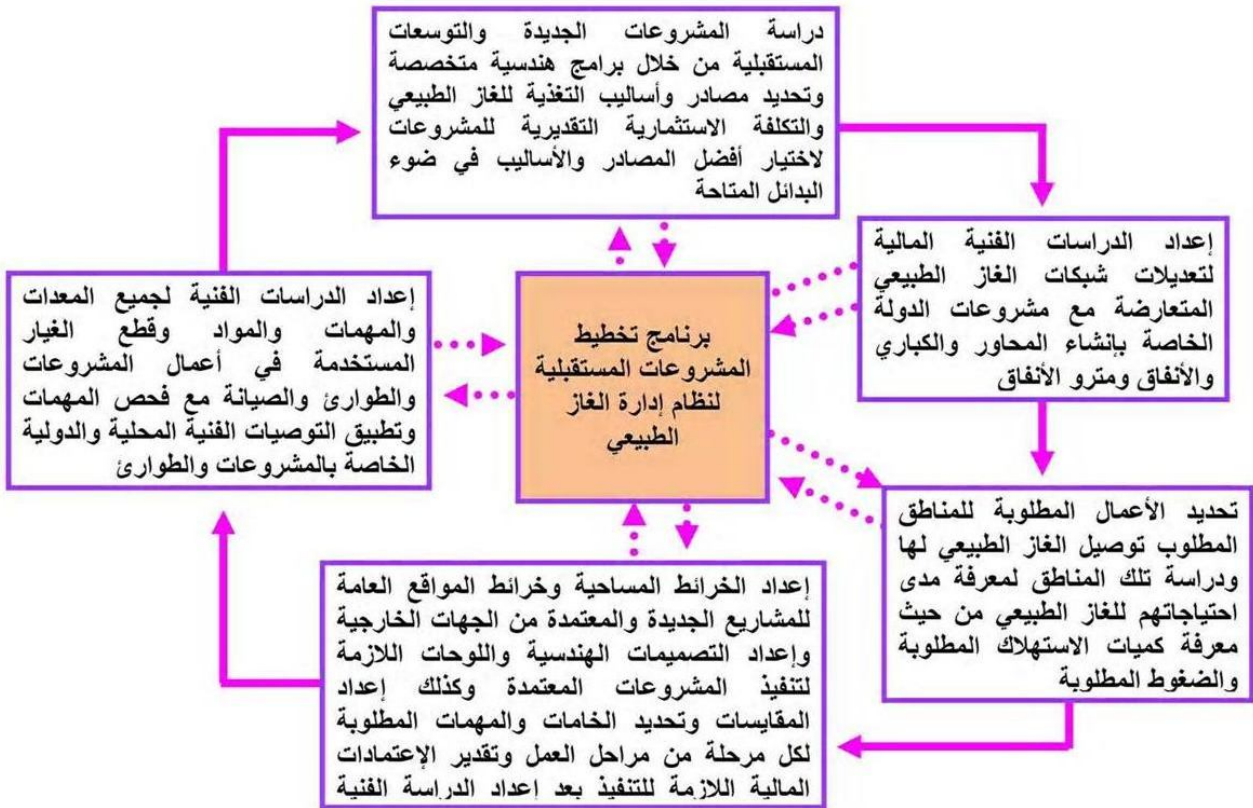 دراسة المشروعات الجديدة والتوسعات
المستقبلية من خلال برامج هندسية متخصصة
وتحديد مصادر وأساليب التغذية للغاز الطبيعي
والتكلفة الاستثمارية التقديرية للمشروعات
لاختيار أفضل المصادر والأساليب في ضوء
البدائل المتاحة
إعداد الدراسات الفنية المالية
لتعديلات شبكات الغاز الطبيعي
المتعارضة مع مشروعات الدولة
الخاصة بإنشاء المحاور والكباري
والأنفاق ومترو الأنفاق
تحديد الأعمال المطلوبة للمناطق
المطلوب توصيل الغاز الطبيعي لها
ودراسة تلك المناطق لمعرفة مدى
احتياجاتهم للغاز الطبيعي من حيث
معرفة كميات الاستهلاك المطلوبة
والضغوط المطلوبة
إعداد الخرائط المساحية وخرائط المواقع العامة
للمشاريع الجديدة والمعتمدة من الجهات الخارجية
وإعداد التصميمات الهندسية واللوحات اللازمة
لتنفيذ المشروعات المعتمدة وكذلك إعداد
المقايسات وتحديد الخامات والمهمات المطلوبة
لكل مرحلة من مراحل العمل وتقدير الإعتمادات
المالية اللازمة للتنفيذ بعد إعداد الدراسة الفنية
إعداد الدراسات الفنية لجميع المعدات
والمهمات والمواد وقطع الغيار
المستخدمة في أعمال المشروعات
والطوارئ والصيانة مع فحص المهمات
وتطبيق التوصيات الفنية المحلية والدولية
الخاصة بالمشروعات والطوارئ
برنامج تخطيط
المشروعات المستقبلية
لنظام إدارة الغاز
الطبيعي